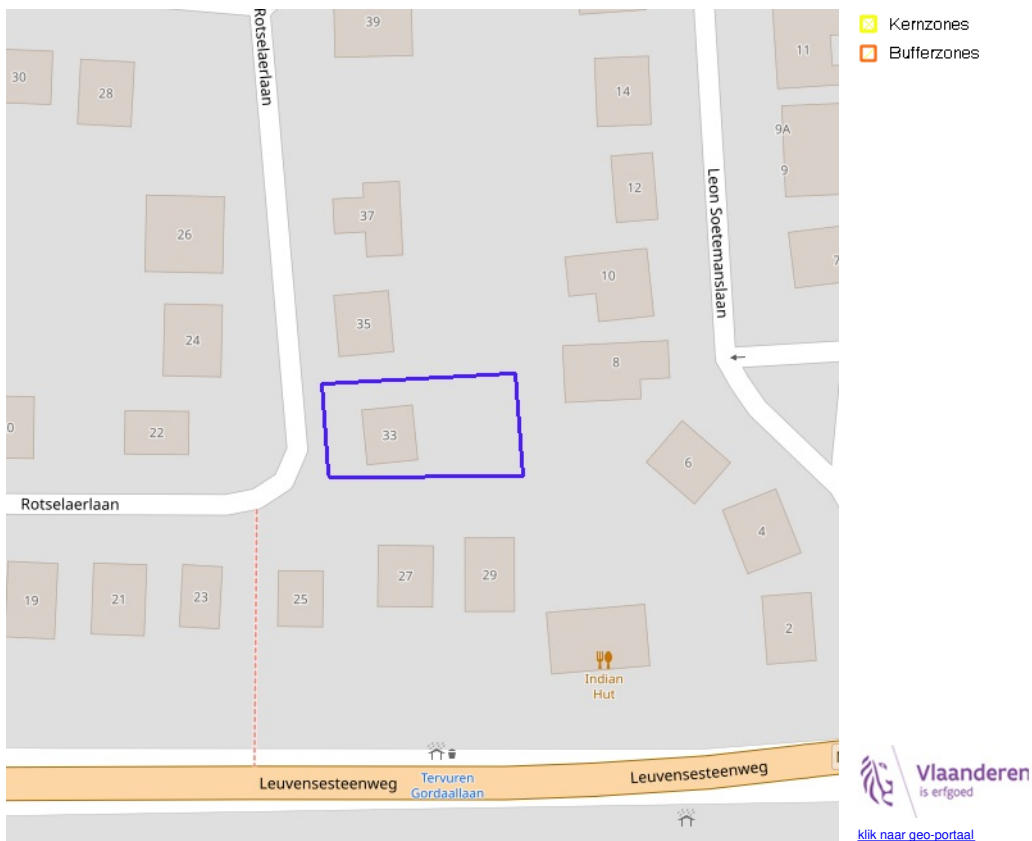 Rotselaerlaan
39
30
28
14
11
9A
9
12
Leon Soetemanslaan
37
26
10
7
35
24
8
33
22
0
6
Rotselaerlaan
4
27
29
25
23
21
19
2
Indian
Hut
Leuvensesteenweg
Tervuren
Gordaallaan
Leuvensesteenweg
Kernzones
Bufferzones
Vlaanderen
is erfgoed
klik naar geo-portaal